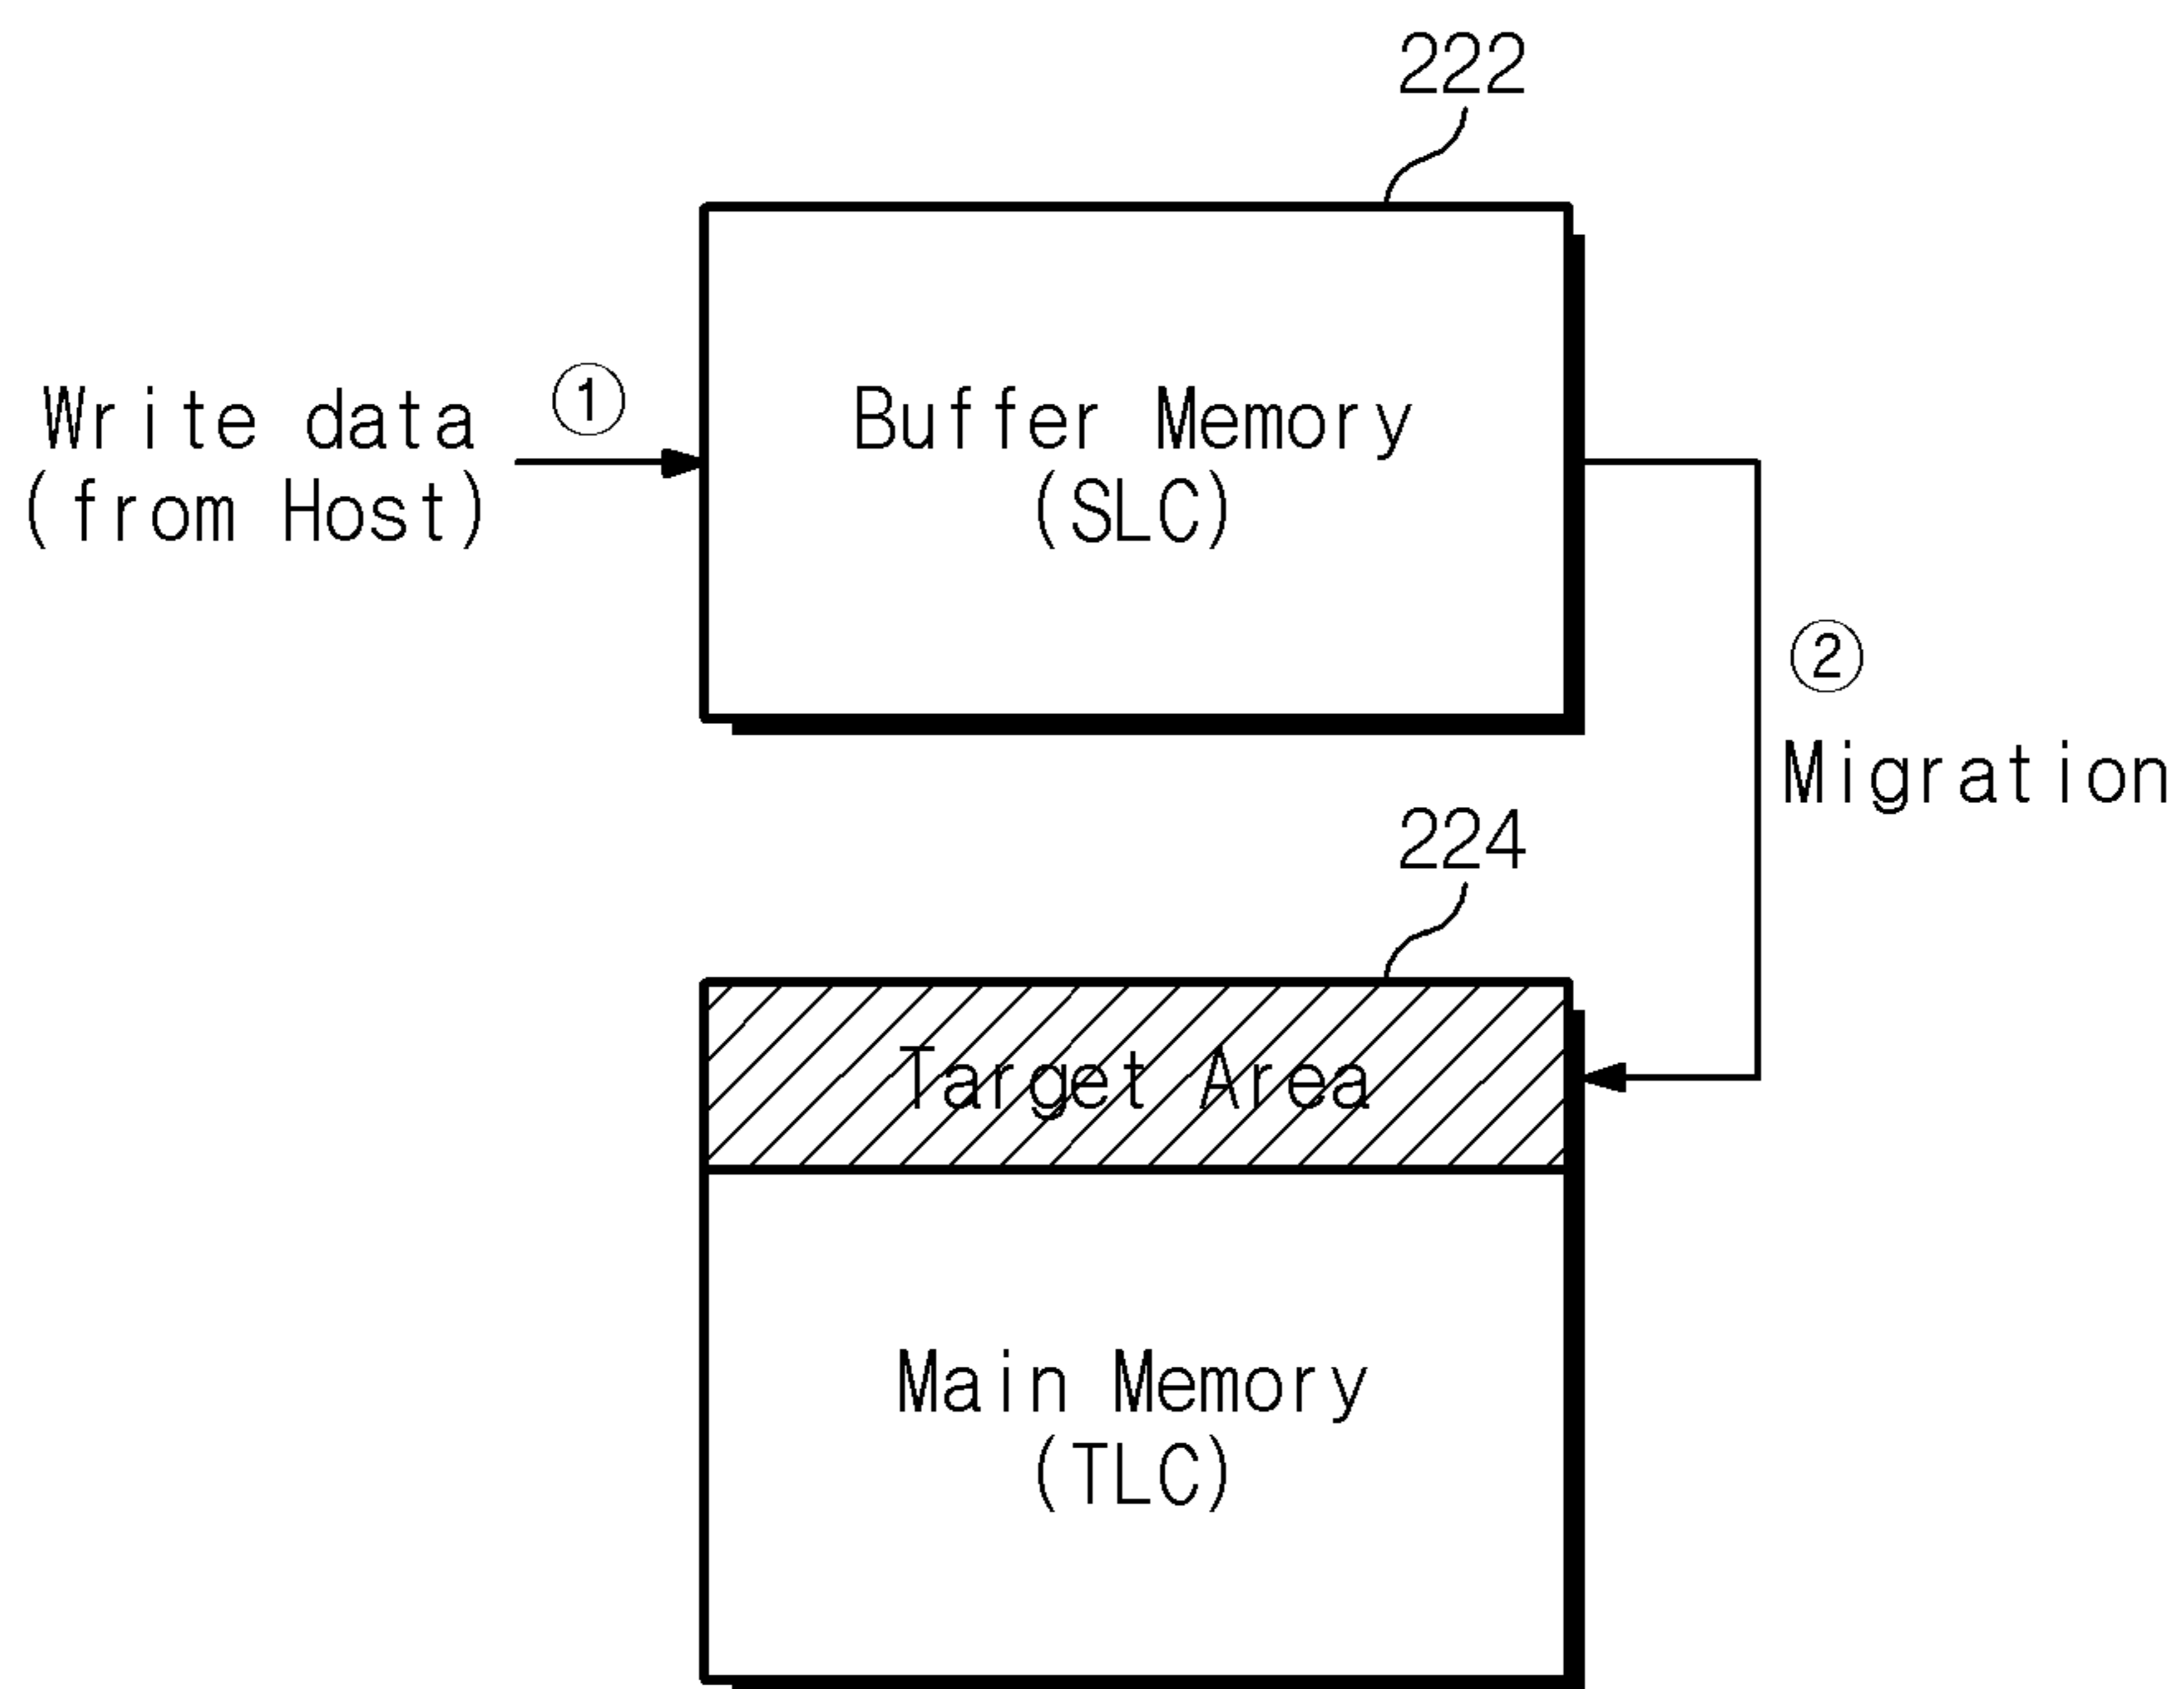 222
Write data
(from Host)
①
Buffer Memory
(SLC)
②
Migration
224
Target Area
Main Memory
(TLC)